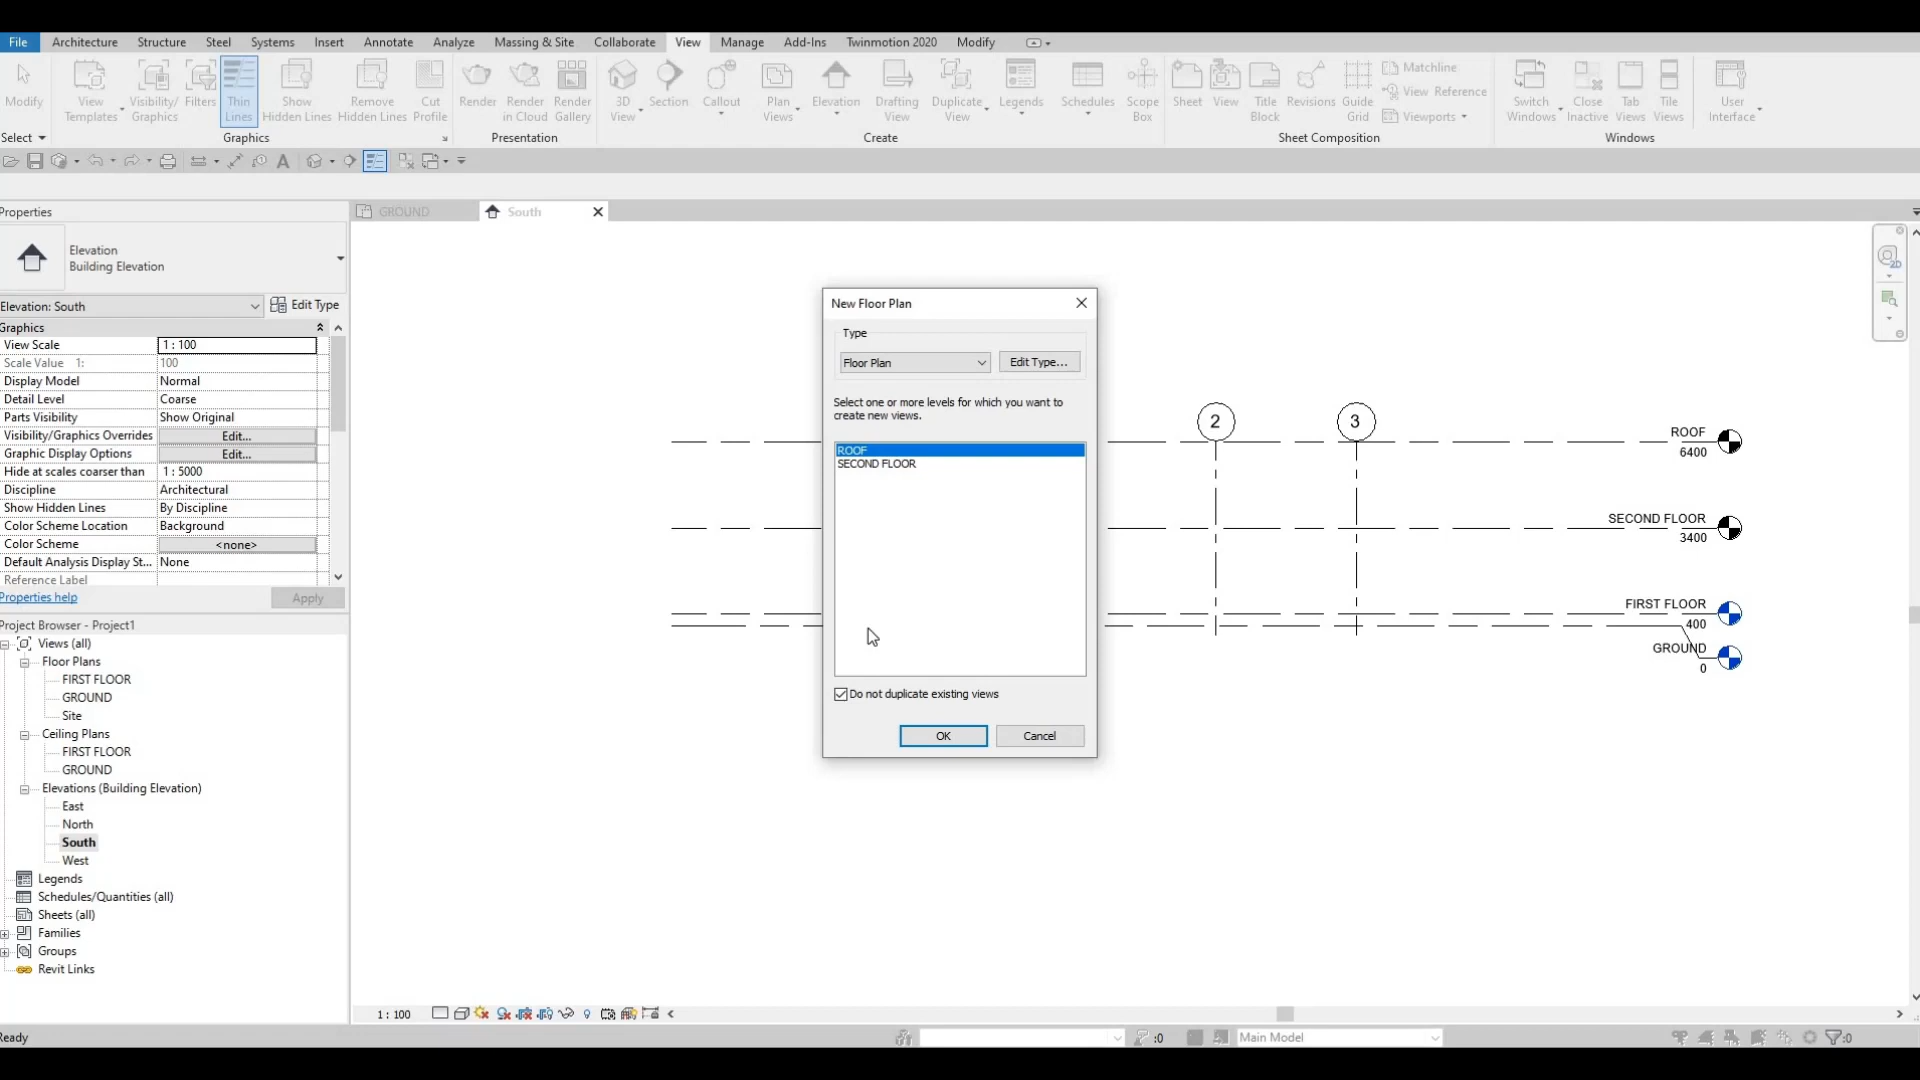 File Architecture Structure Steel Systems Insert Annotate Analyze Massing & Site Collaborate View Manage Add-Ins Twinmotion 2020 Modify
Modify
View Templates
Visibility/ Graphics
Filters
Thin Lines
Show Hidden Lines
Remove Hidden Lines
Cut Profile
Render
Render in Cloud
Render Gallery
3D View
Section
Callout
Plan Views
Elevation
Drafting View
Duplicate View
Legends
Schedules
Scope Box
Sheet
View
Title Block
Revisions
Guide Grid
Matchline
View Reference
Viewports
Switch Windows
Close Inactive
Tab Views
Tile Views
User Interface
Select Graphics Presentation Create Sheet Composition Windows
A
Properties
GROUND South
Elevation
Building Elevation
Elevation: South Edit Type
Graphics
View Scale 1 : 100
Scale Value 1: 100
Display Model Normal
Detail Level Coarse
Parts Visibility Show Original
Visibility/Graphics Overrides Edit...
Graphic Display Options Edit...
Hide at scales coarser than 1 : 5000
Discipline Architectural
Show Hidden Lines By Discipline
Color Scheme Location Background
Color Scheme <none>
Default Analysis Display St... None
Reference Label
Properties help Apply
Project Browser - Project1
Views (all)
Floor Plans
FIRST FLOOR
GROUND
Site
Ceiling Plans
FIRST FLOOR
GROUND
Elevations (Building Elevation)
East
North
South
West
Legends
Schedules/Quantities (all)
Sheets (all)
Families
Groups
Revit Links
New Floor Plan
Type
Floor Plan Edit Type...
Select one or more levels for which you want to
create new views.
ROOF
SECOND FLOOR
Do not duplicate existing views
OK Cancel
2 3
ROOF
6400
SECOND FLOOR
3400
FIRST FLOOR
400
GROUND
0
2D
1 : 100
Ready :0 Main Model :0